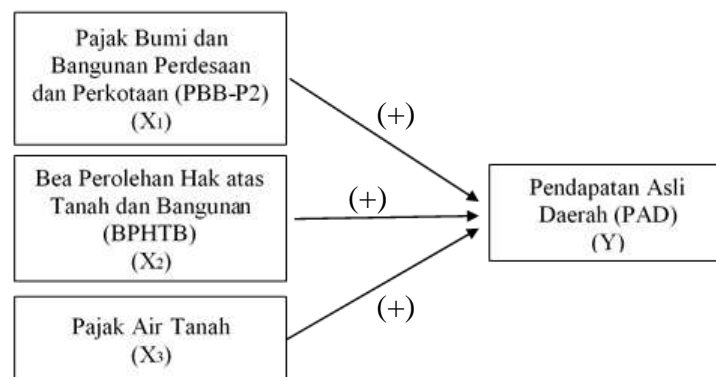 Pajak Bumi dan
Bangunan Perdesaan
dan Perkotaan (PBB-P2)
(X1)
(+)
Bea Perolehan Hak atas
Tanah dan Bangunan
(BPHTB)
(X2)
(+)
Pendapatan Asli
Daerah (PAD)
(Y)
Pajak Air Tanah
(X3)
(+)